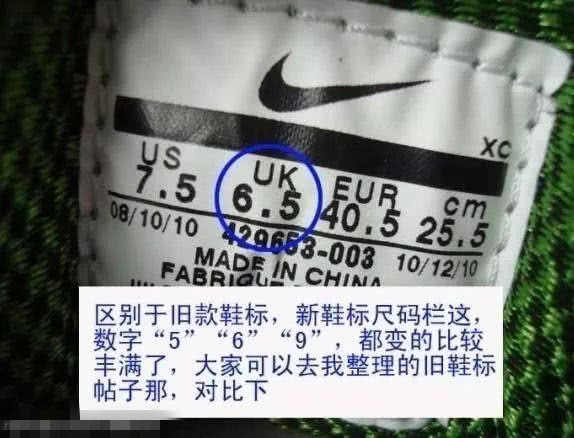 XC
US UK EUR cm
7.5 6.5 40.5 25.5
08/10/10 429653-003 10/12/10
MADE IN CHINA
区别于旧款鞋标，新鞋标尺码栏这，
数字“5”“6”“9”，都变的比较
丰满了，大家可以去我整理的旧鞋标
帖子那，对比下